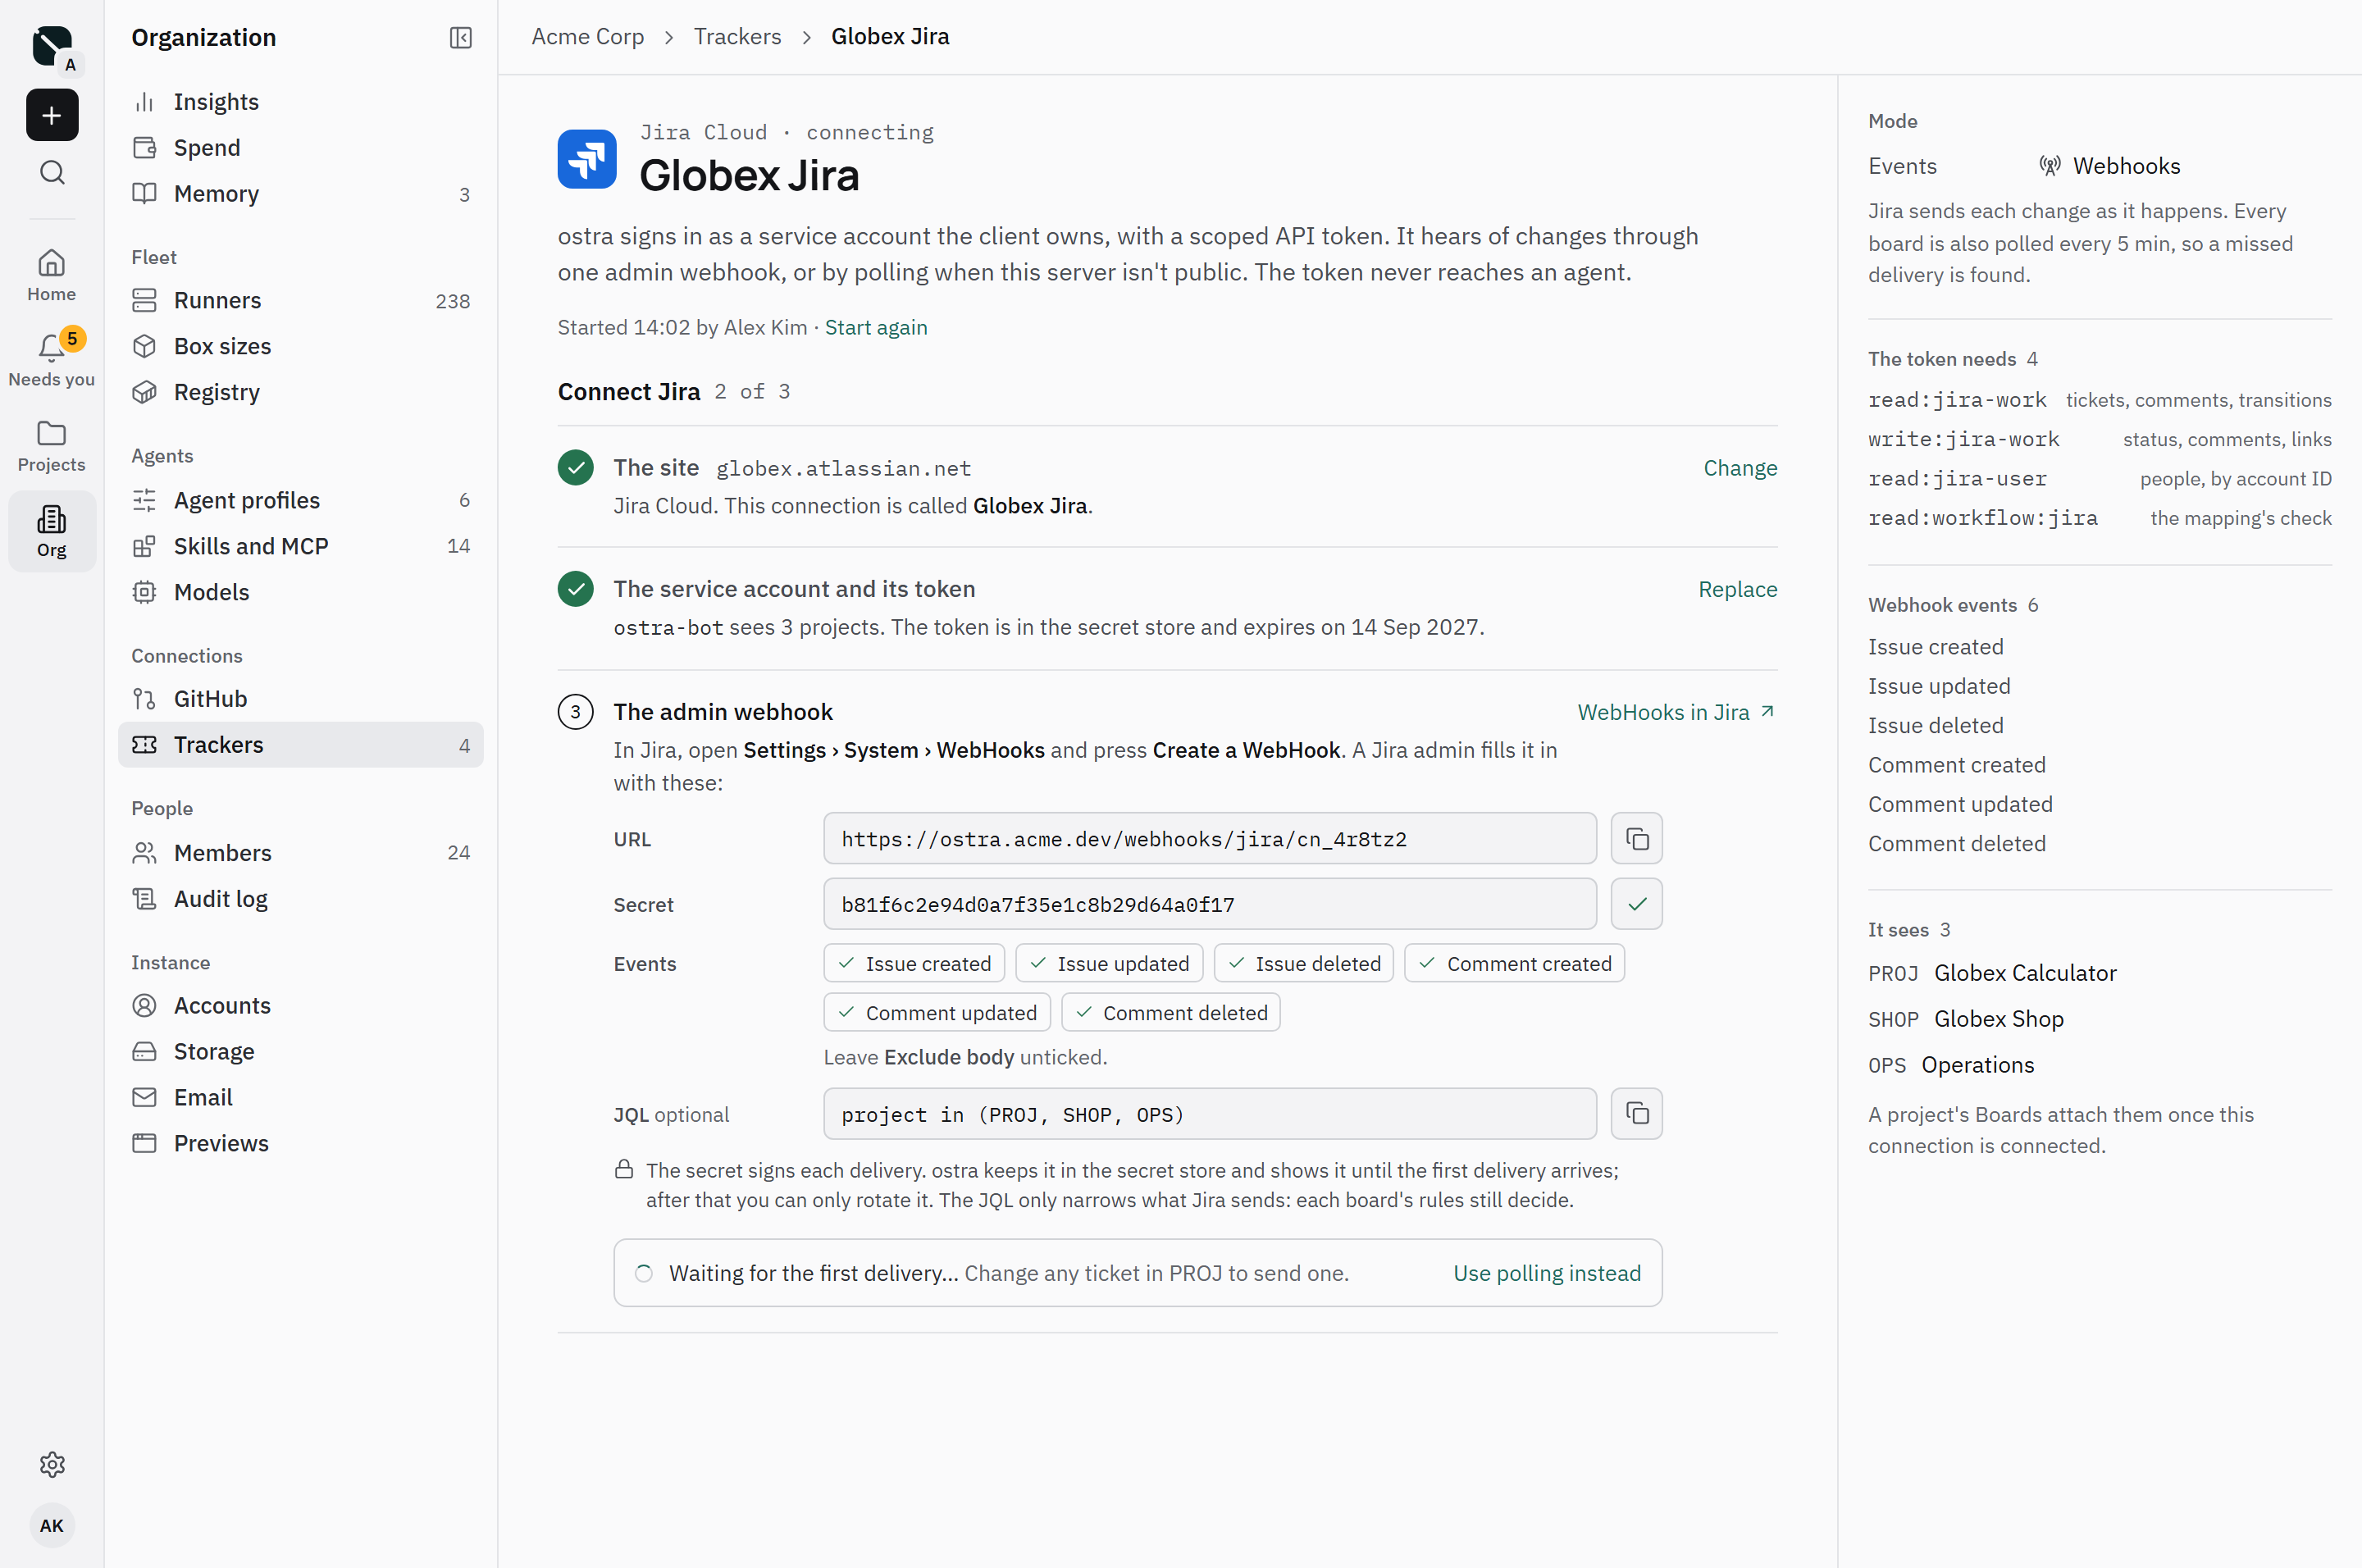 A
Home
5
Needs you
Projects
Org
AK
Organization
Insights
Spend
Memory 3
Fleet
Runners 238
Box sizes
Registry
Agents
Agent profiles 6
Skills and MCP 14
Models
Connections
GitHub
Trackers 4
People
Members 24
Audit log
Instance
Accounts
Storage
Email
Previews
Acme Corp > Trackers > Globex Jira
Jira Cloud · connecting
Globex Jira
ostra signs in as a service account the client owns, with a scoped API token. It hears of changes through
one admin webhook, or by polling when this server isn't public. The token never reaches an agent.
Started 14:02 by Alex Kim · Start again
Connect Jira 2 of 3
The site globex.atlassian.net Change
Jira Cloud. This connection is called Globex Jira.
The service account and its token Replace
ostra-bot sees 3 projects. The token is in the secret store and expires on 14 Sep 2027.
3 The admin webhook WebHooks in Jira ↗
In Jira, open Settings › System › WebHooks and press Create a WebHook. A Jira admin fills it in
with these:
URL https://ostra.acme.dev/webhooks/jira/cn_4r8tz2
Secret b81f6c2e94d0a7f35e1c8b29d64a0f17
Events Issue created Issue updated Issue deleted Comment created
Comment updated Comment deleted
Leave Exclude body unticked.
JQL optional project in (PROJ, SHOP, OPS)
The secret signs each delivery. ostra keeps it in the secret store and shows it until the first delivery arrives;
after that you can only rotate it. The JQL only narrows what Jira sends: each board's rules still decide.
Waiting for the first delivery... Change any ticket in PROJ to send one. Use polling instead
Mode
Events Webhooks
Jira sends each change as it happens. Every
board is also polled every 5 min, so a missed
delivery is found.
The token needs 4
read:jira-work tickets, comments, transitions
write:jira-work status, comments, links
read:jira-user people, by account ID
read:workflow:jira the mapping's check
Webhook events 6
Issue created
Issue updated
Issue deleted
Comment created
Comment updated
Comment deleted
It sees 3
PROJ Globex Calculator
SHOP Globex Shop
OPS Operations
A project's Boards attach them once this
connection is connected.